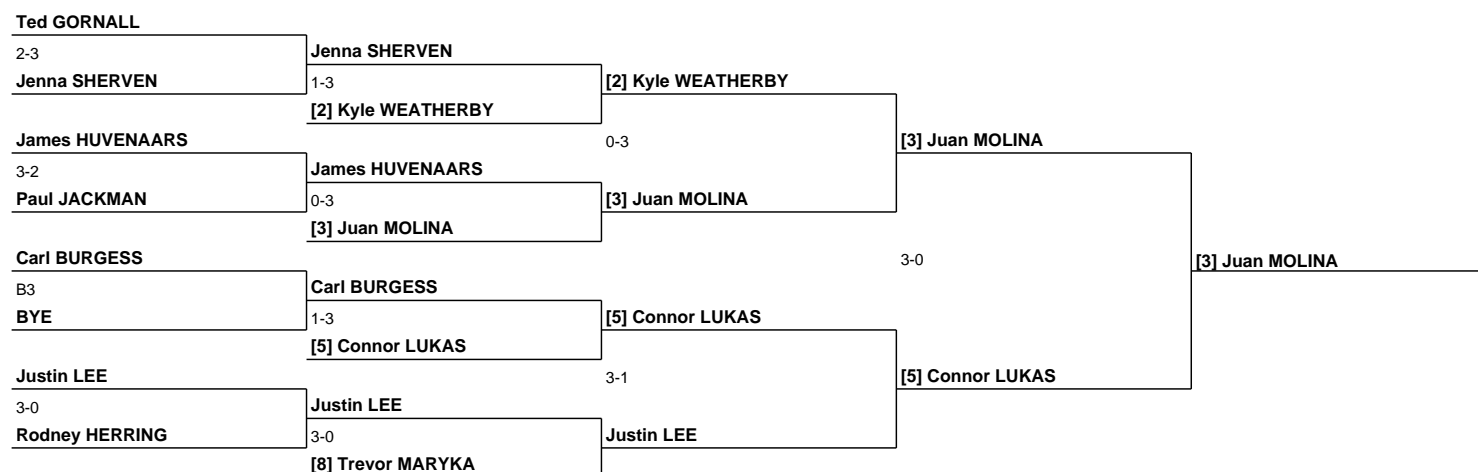 Ted GORNALL
2-3
Jenna SHERVEN
James HUVENAARS
3-2
Paul JACKMAN
Carl BURGESS
B3
BYE
Justin LEE
3-0
Rodney HERRING
Jenna SHERVEN
1-3
[2] Kyle WEATHERBY
James HUVENAARS
0-3
[3] Juan MOLINA
Carl BURGESS
1-3
[5] Connor LUKAS
Justin LEE
3-0
[8] Trevor MARYKA
[2] Kyle WEATHERBY
0-3
[3] Juan MOLINA
[5] Connor LUKAS
3-1
Justin LEE
[3] Juan MOLINA
3-0
[5] Connor LUKAS
[3] Juan MOLINA